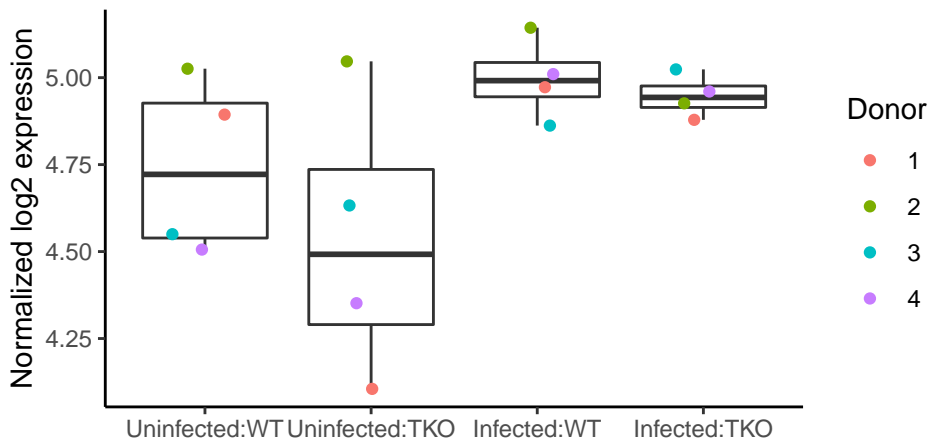 Normalized log2 expression
5.00
4.75
4.50
4.25
Uninfected:WT
Uninfected:TKO
Infected:WT
Infected:TKO
Donor
1
2
3
4